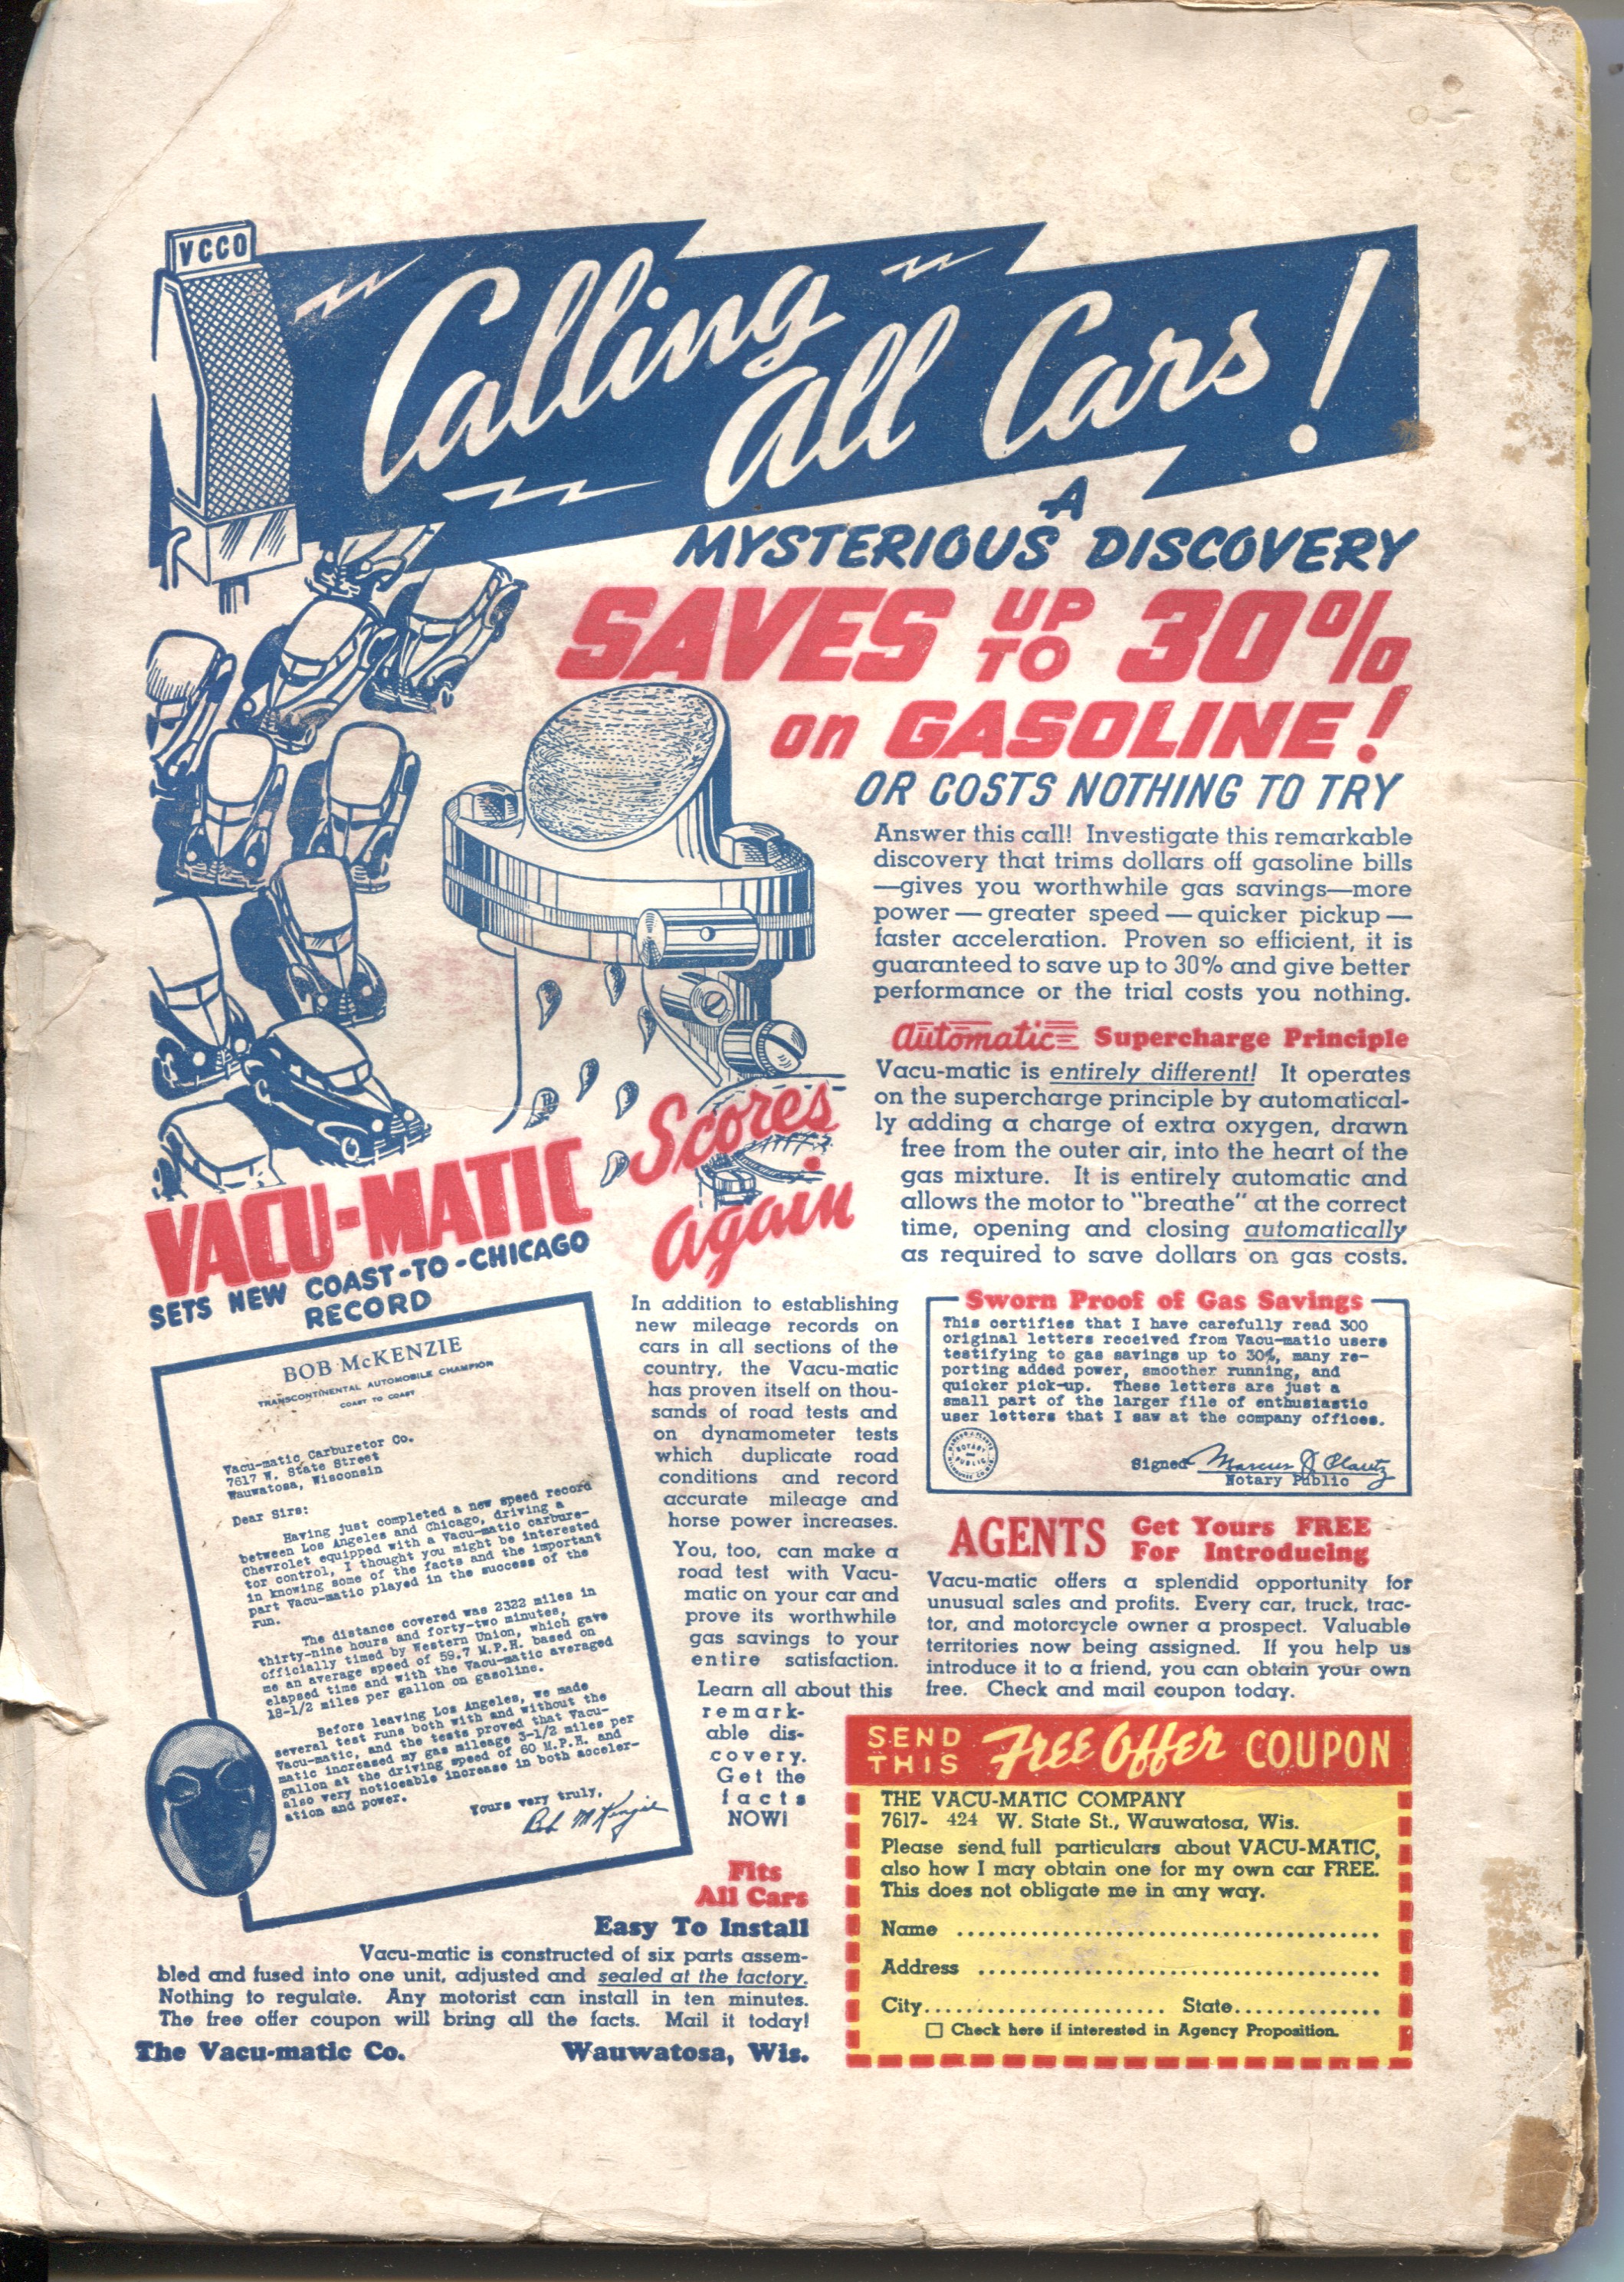 VCCO
Calling
All Cars!
A
MYSTERIOUS DISCOVERY
SAVES UP TO 30%
on GASOLINE!
OR COSTS NOTHING TO TRY
Answer this call! Investigate this remarkable
discovery that trims dollars off gasoline bills
—gives you worthwhile gas savings—more
power — greater speed — quicker pickup —
faster acceleration. Proven so efficient, it is
guaranteed to save up to 30% and give better
performance or the trial costs you nothing.
Automatic Supercharge Principle
Vacu-matic is entirely different! It operates
on the supercharge principle by automatical-
ly adding a charge of extra oxygen, drawn
free from the outer air, into the heart of the
gas mixture. It is entirely automatic and
allows the motor to "breathe" at the correct
time, opening and closing automatically
as required to save dollars on gas costs.
VACU-MATIC
Scores
Again
SETS NEW COAST-TO-CHICAGO
RECORD
BOB McKENZIE
TRANSCONTINENTAL AUTOMOBILE CHAMPION
COAST TO COAST
Vacu-matic Carburetor Co.
7617 W. State Street
Wauwatosa, Wisconsin
Dear Sirs:
Having just completed a new speed record
between Los Angeles and Chicago, driving a
Chevrolet equipped with a Vacu-matic carbure-
tor control, I thought you might be interested
in knowing some of the facts and the important
part Vacu-matic played in the success of the
run.
The distance covered was 2322 miles in
thirty-nine hours and forty-two minutes,
officially timed by Western Union, which gave
me an average speed of 59.7 M.P.H. based on
elapsed time and with the Vacu-matic averaged
18-1/2 miles per gallon on gasoline.
Before leaving Los Angeles, we made
several test runs both with and without the
Vacu-matic, and the tests proved that Vacu-
matic increased my gas mileage 3-1/2 miles per
gallon at the driving speed of 60 M.P.H. and
also very noticeable increase in both acceler-
ation and power.
Yours very truly,
Bob McKenzie
In addition to establishing
new mileage records on
cars in all sections of the
country, the Vacu-matic
has proven itself on thou-
sands of road tests and
on dynamometer tests
which duplicate road
conditions and record
accurate mileage and
horse power increases.
You, too, can make a
road test with Vacu-
matic on your car and
prove its worthwhile
gas savings to your
entire satisfaction.
Learn all about this
remark-
able dis-
covery.
Get the
facts
NOW!
Fits
All Cars
Easy To Install
Vacu-matic is constructed of six parts assem-
bled and fused into one unit, adjusted and sealed at the factory.
Nothing to regulate. Any motorist can install in ten minutes.
The free offer coupon will bring all the facts. Mail it today!
The Vacu-matic Co. Wauwatosa, Wis.
Sworn Proof of Gas Savings
This certifies that I have carefully read 300
original letters received from Vacu-matic users
testifying to gas savings up to 30%, many re-
porting added power, smoother running, and
quicker pick-up. These letters are just a
small part of the larger file of enthusiastic
user letters that I saw at the company offices.
NOTARY
PUBLIC
Signed Marcus J Plautz
Notary Public
AGENTS Get Yours FREE
For Introducing
Vacu-matic offers a splendid opportunity for
unusual sales and profits. Every car, truck, trac-
tor, and motorcycle owner a prospect. Valuable
territories now being assigned. If you help us
introduce it to a friend, you can obtain your own
free. Check and mail coupon today.
SEND THIS Free Offer COUPON
THE VACU-MATIC COMPANY
7617- 424 W. State St., Wauwatosa, Wis.
Please send full particulars about VACU-MATIC,
also how I may obtain one for my own car FREE.
This does not obligate me in any way.
Name
Address
City State
Check here if interested in Agency Proposition.